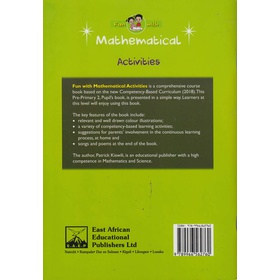 Fun With
Mathematical
Activities
Fun with Mathematical Activities is a comprehensive course
book based on the new Competency-Based Curriculum (2018). This
Pre-Primary 2, Pupil's book, is presented in a simple way. Learners at
this level will enjoy using this book.
The key features of the book include:
• relevant and well drawn colour illustrations;
• a variety of competency-based learning activities;
• suggestions for parents' involvement in the continuous learning
process, at home and
• songs and poems at the end of the book.
The author, Patrick Kiswili, is an educational publisher with a high
competence in Mathematics and Science.
East African
Educational
Publishers Ltd